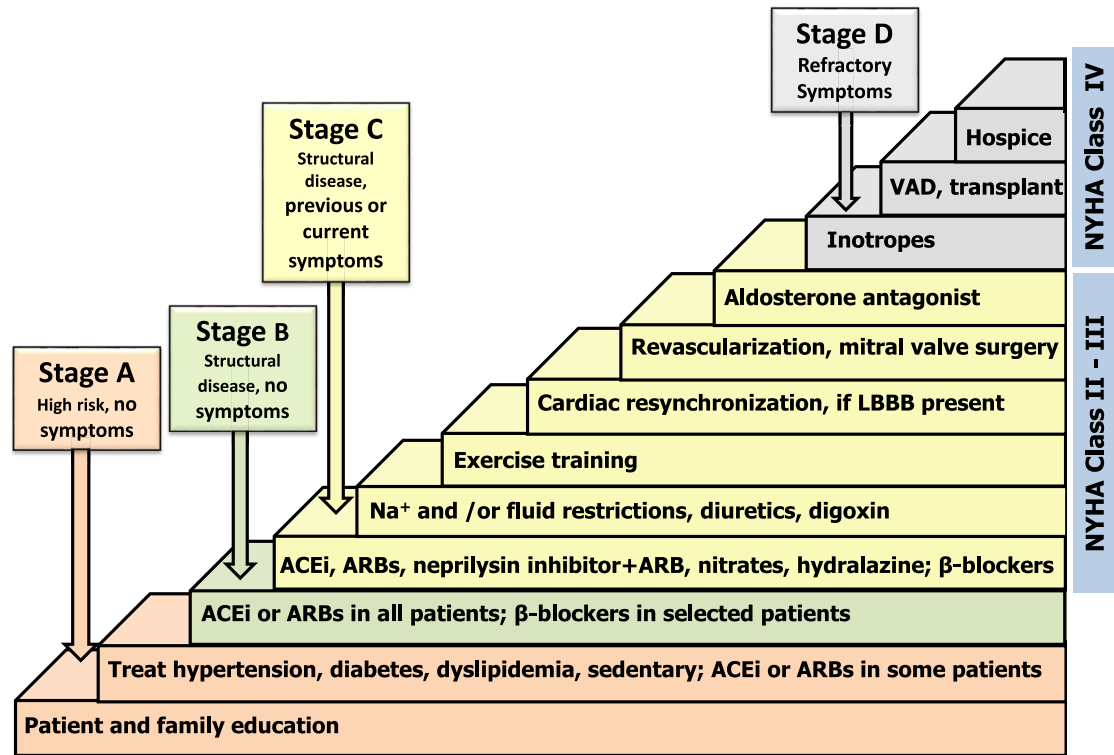 Stage D
Refractory
Symptoms
Stage C
Structural
disease,
previous or
current
symptoms
Stage B
Structural
disease, no
symptoms
Stage A
High risk, no
symptoms
NYHA Class IV
Hospice
VAD, transplant
Inotropes
NYHA Class II - III
Aldosterone antagonist
Revascularization, mitral valve surgery
Cardiac resynchronization, if LBBB present
Exercise training
Na⁺ and /or fluid restrictions, diuretics, digoxin
ACEi, ARBs, neprilysin inhibitor+ARB, nitrates, hydralazine; β-blockers
ACEi or ARBs in all patients; β-blockers in selected patients
Treat hypertension, diabetes, dyslipidemia, sedentary; ACEi or ARBs in some patients
Patient and family education